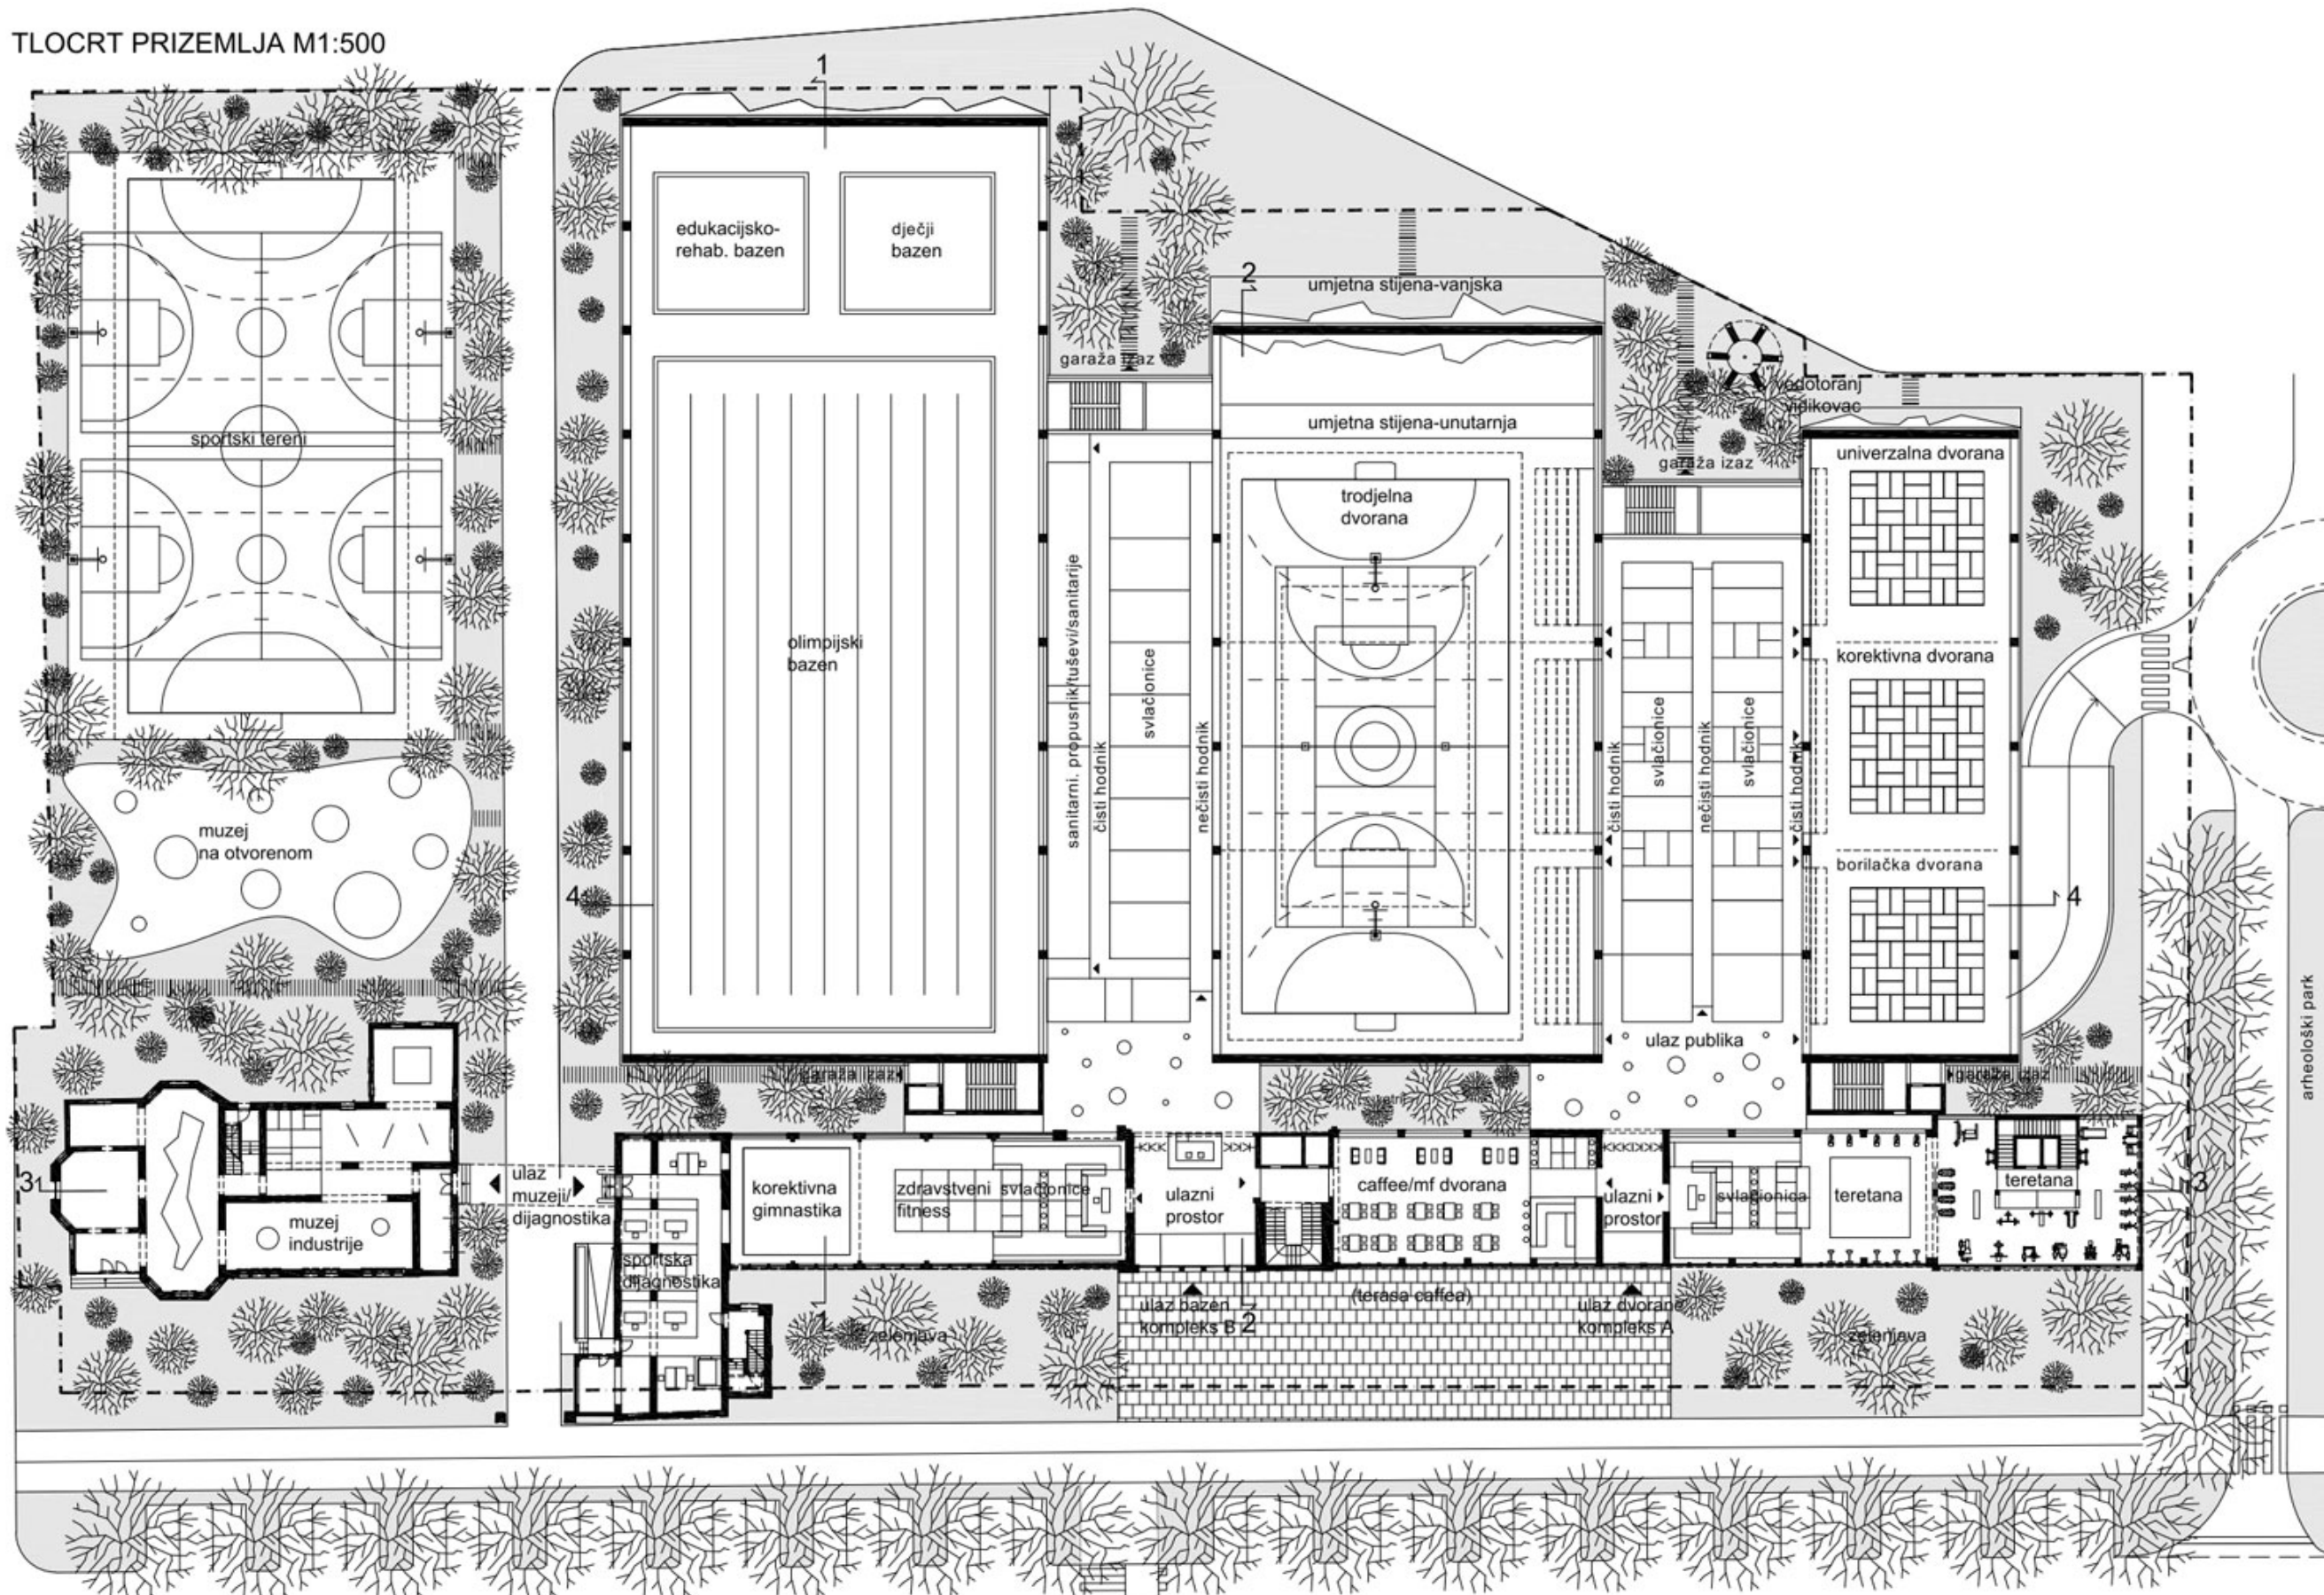 TLOCRT PRIZEMLJA M1:500
1
edukacijsko-
rehab. bazen
dječji
bazen
2
umjetna stijena-vanjska
garaža izaz
vodotoranj
vidikovac
umjetna stijena-unutarnja
sportski tereni
univerzalna dvorana
garaža izaz
trodjelna
dvorana
olimpijski
bazen
sanitarni. propusnik/tuševi/sanitarije
čisti hodnik
svlačionice
nečisti hodnik
čisti hodnik
svlačionice
nečisti hodnik
svlačionice
čisti hodnik
korektivna dvorana
muzej
na otvorenom
borilačka dvorana
4
4
arheološki park
ulaz publika
garaža izaz
garaža izaz
3
ulaz
muzeji/
dijagnostika
muzej
industrije
korektivna
gimnastika
zdravstveni
fitness
svlačionice
ulazni
prostor
caffee/mf dvorana
ulazni
prostor
svlačionica
teretana
teretana
3
sportska
dijagnostika
1
zelenjava
ulaz bazen
kompleks B
2
(terasa caffea)
ulaz dvorane
kompleks A
zelenjava